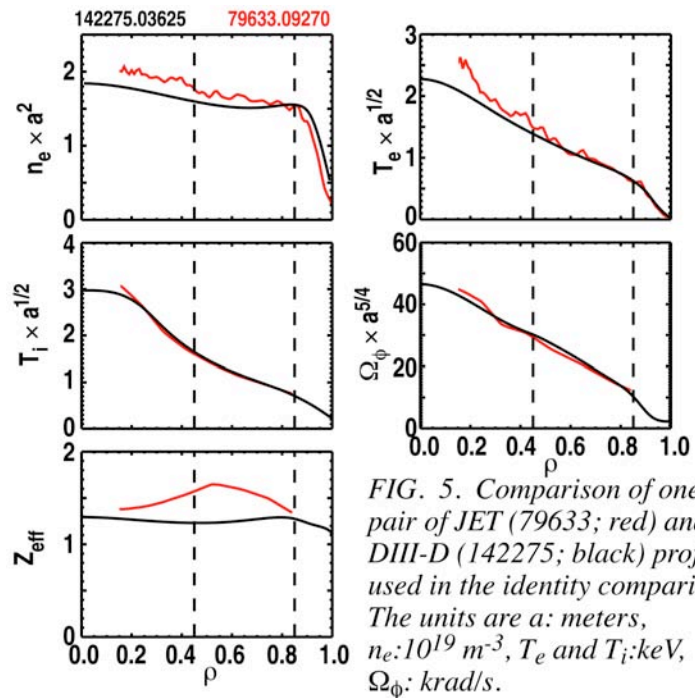 142275.03625 79633.09270
n_e × a^2
2
1
0
T_e × a^1/2
3
2
1
0
T_i × a^1/2
4
3
2
1
0
Ω_ϕ × a^5/4
60
40
20
0
0.0 0.2 0.4 0.6 0.8 1.0
ρ
Z_eff
2
1
0
0.0 0.2 0.4 0.6 0.8 1.0
ρ
FIG. 5. Comparison of one
pair of JET (79633; red) and
DIII-D (142275; black)
used in the identity
The units are a: meters,
n_e:10^19 m^-3, T_e and T_i:keV,
Ω_ϕ: krad/s.